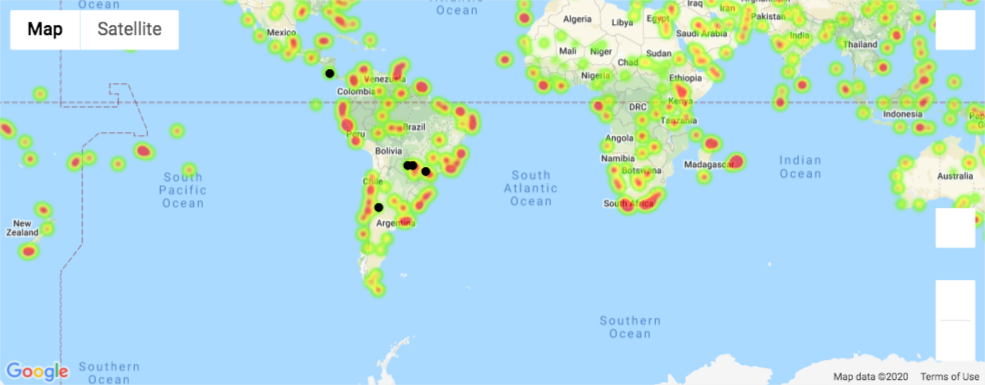 Ocean
Atlantic
Ocean
Map
Satellite
Mexico
Algeria
Libya
Egypt
Iran
Afghanistan
Pakistan
Saudi Arabia
India
Thailand
Mali
Niger
Chad
Sudan
Venezuela
Colombia
Nigeria
Ethiopia
DRC
Kenya
Indonesia
Peru
Brazil
Tanzania
Angola
Bolivia
Namibia
Botswana
Madagascar
Indian
Ocean
Australia
South
Pacific
Ocean
Chile
South
Atlantic
Ocean
South Africa
New
Zealand
Argentina
Southern
Ocean
Southern
Ocean
Google
Map data ©2020
Terms of Use